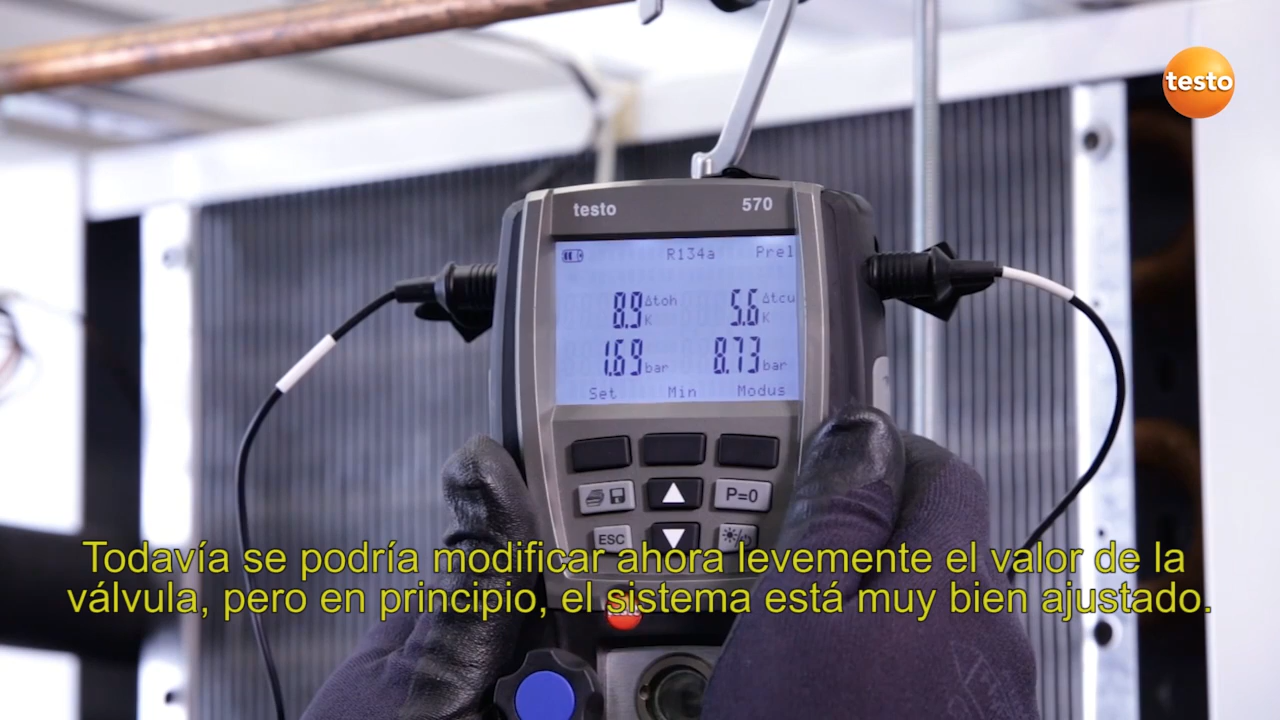 testo
testo 570
R134a Prel
8.9 Δtoh K 5.6 Δtcu K
1.69 bar 8.73 bar
Set Min Modus
P=0
ESC
Todavía se podría modificar ahora levemente el valor de la
válvula, pero en principio, el sistema está muy bien ajustado.
testo